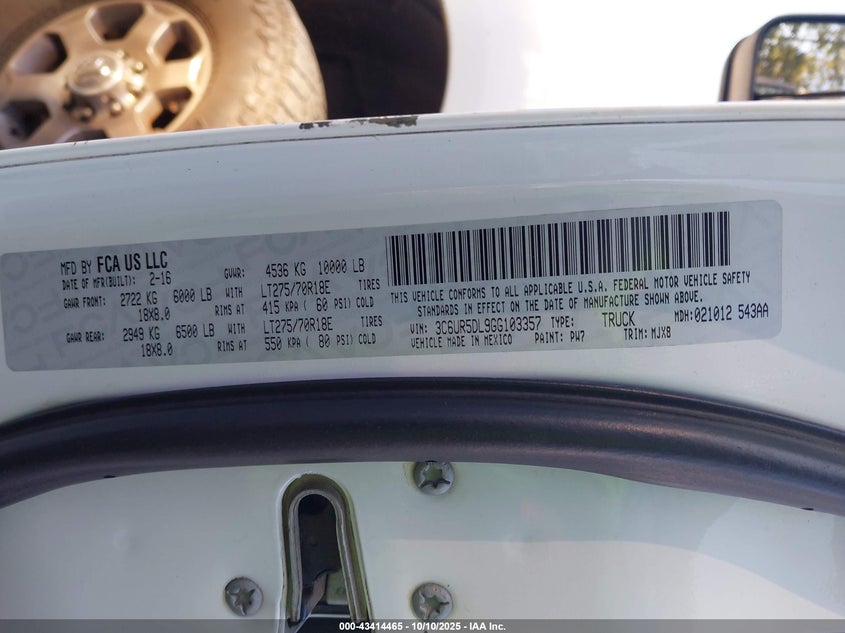 MFD BY FCA US LLC
DATE OF MFR(BUILT): 2-16
GVWR: 4536 KG 10000 LB
GAWR FRONT: 2722 KG 6000 LB WITH LT275/70R18E TIRES
18X8.0 RIMS AT 415 KPA ( 60 PSI) COLD
GAWR REAR: 2949 KG 6500 LB WITH LT275/70R18E TIRES
18X8.0 RIMS AT 550 KPA ( 80 PSI) COLD
THIS VEHICLE CONFORMS TO ALL APPLICABLE U.S.A. FEDERAL MOTOR VEHICLE SAFETY
STANDARDS IN EFFECT ON THE DATE OF MANUFACTURE SHOWN ABOVE.
VIN: 3C6UR5DL9GG103357 TYPE: TRUCK MDH:021012 543AA
VEHICLE MADE IN MEXICO PAINT: PW7 TRIM: MJX8
000-43414465 - 10/10/2025 - IAA Inc.